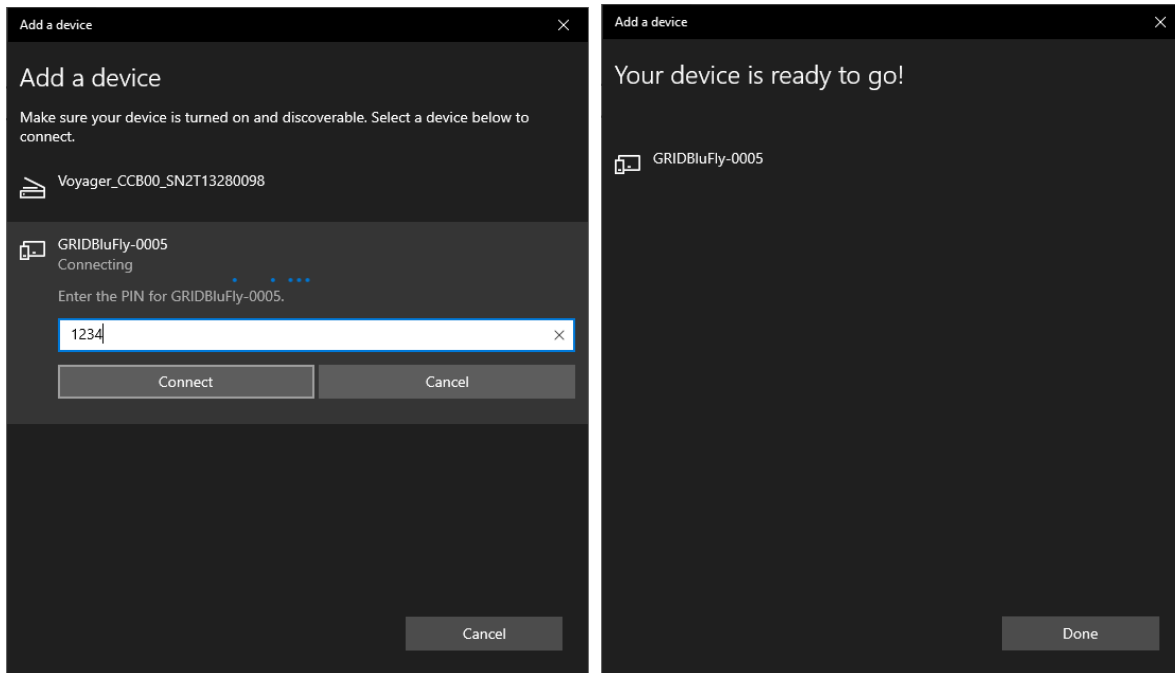 Add a device
Add a device
Make sure your device is turned on and discoverable. Select a device below to
connect.
Voyager_CCB00_SN2T13280098
GRIDBluFly-0005
Connecting
Enter the PIN for GRIDBluFly-0005.
1234
Connect
Cancel
Cancel
Add a device
Your device is ready to go!
GRIDBluFly-0005
Done